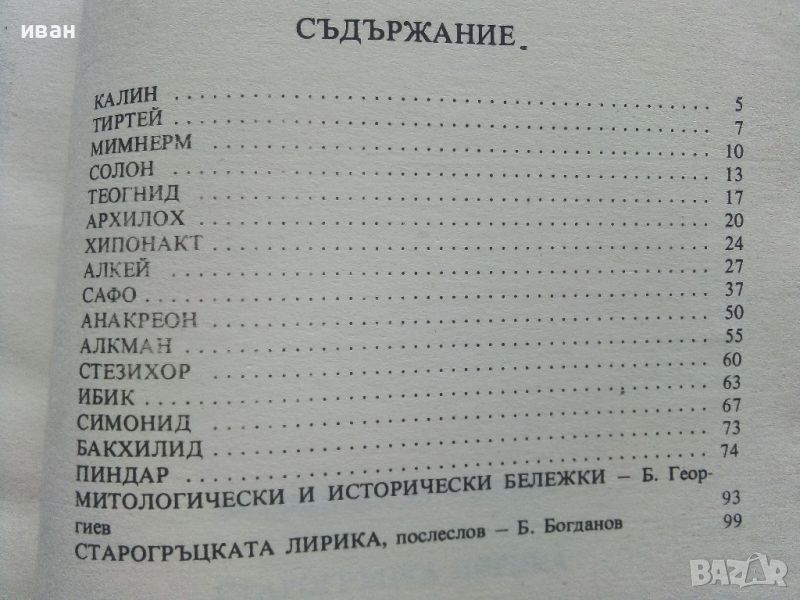 иван
СЪДЪРЖАНИЕ
КАЛИН . . . . . . . . . . . . . . . . . . . . 5
ТИРТЕЙ . . . . . . . . . . . . . . . . . . . . 7
МИМНЕРМ . . . . . . . . . . . . . . . . . . . . 10
СОЛОН . . . . . . . . . . . . . . . . . . . . 13
ТЕОГНИД . . . . . . . . . . . . . . . . . . . . 17
АРХИЛОХ . . . . . . . . . . . . . . . . . . . . 20
ХИПОНАКТ . . . . . . . . . . . . . . . . . . . . 24
АЛКЕЙ . . . . . . . . . . . . . . . . . . . . 27
САФО . . . . . . . . . . . . . . . . . . . . 37
АНАКРЕОН . . . . . . . . . . . . . . . . . . . . 50
АЛКМАН . . . . . . . . . . . . . . . . . . . . 55
СТЕЗИХОР . . . . . . . . . . . . . . . . . . . . 60
ИБИК . . . . . . . . . . . . . . . . . . . . 63
СИМОНИД . . . . . . . . . . . . . . . . . . . . 67
БАКХИЛИД . . . . . . . . . . . . . . . . . . . . 73
ПИНДАР . . . . . . . . . . . . . . . . . . . . 74
МИТОЛОГИЧЕСКИ И ИСТОРИЧЕСКИ БЕЛЕЖКИ – Б. Геор-
гиев 93
СТАРОГРЪЦКАТА ЛИРИКА, послеслов – Б. Богданов 99
BAZAR